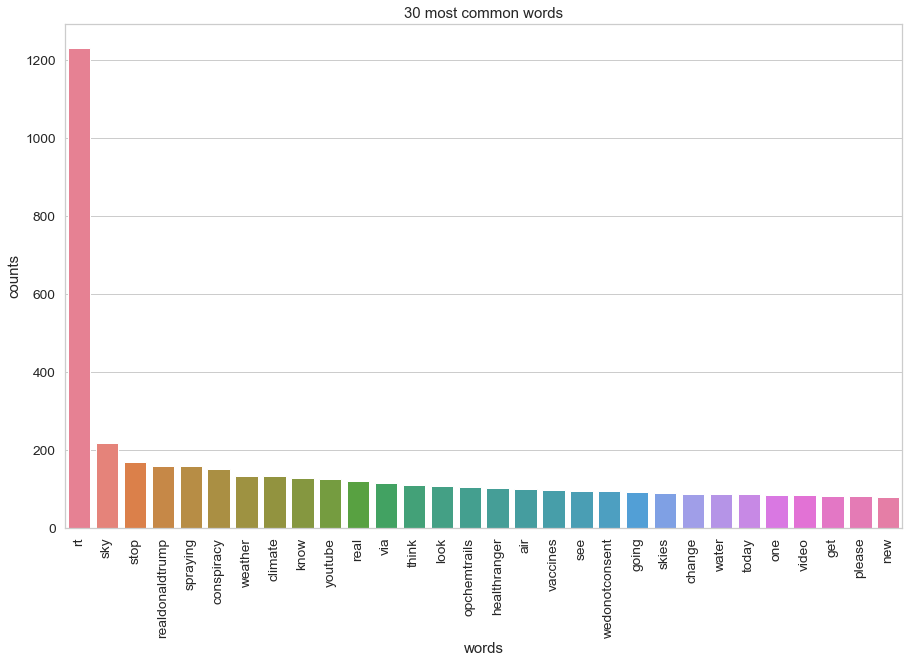 30 most common words
counts
1200
1000
800
600
400
200
0
rt
sky
stop
realdonaldtrump
spraying
conspiracy
weather
climate
know
youtube
real
via
think
look
opchemtrails
healthranger
air
vaccines
see
wedonotconsent
going
skies
change
water
today
one
video
get
please
new
words